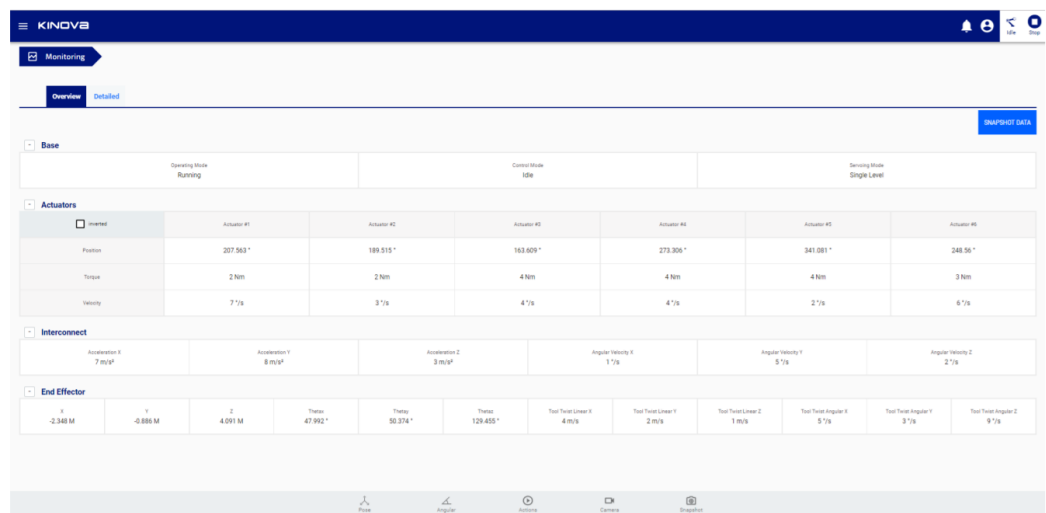 KINOVA
Idle Stop
Monitoring
Overview Detailed
SNAPSHOT DATA
Base
Operating Mode Control Mode Servoing Mode
Running Idle Single Level
Actuators
Inverted Actuator #1 Actuator #2 Actuator #3 Actuator #4 Actuator #5 Actuator #6
Position 207.563 ° 189.515 ° 163.609 ° 273.306 ° 341.081 ° 248.56 °
Torque 2 Nm 2 Nm 4 Nm 4 Nm 4 Nm 3 Nm
Velocity 7 °/s 3 °/s 4 °/s 4 °/s 2 °/s 6 °/s
Interconnect
Acceleration X Acceleration Y Acceleration Z Angular Velocity X Angular Velocity Y Angular Velocity Z
7 m/s² 8 m/s² 3 m/s² 1 °/s 5 °/s 2 °/s
End Effector
X Y Z Thetax Thetay Thetaz Tool Twist Linear X Tool Twist Linear Y Tool Twist Linear Z Tool Twist Angular X Tool Twist Angular Y Tool Twist Angular Z
-2.348 M -0.886 M 4.091 M 47.992 ° 50.374 ° 129.455 ° 4 m/s 2 m/s 1 m/s 5 °/s 3 °/s 9 °/s
Pose Angular Actions Camera Snapshot